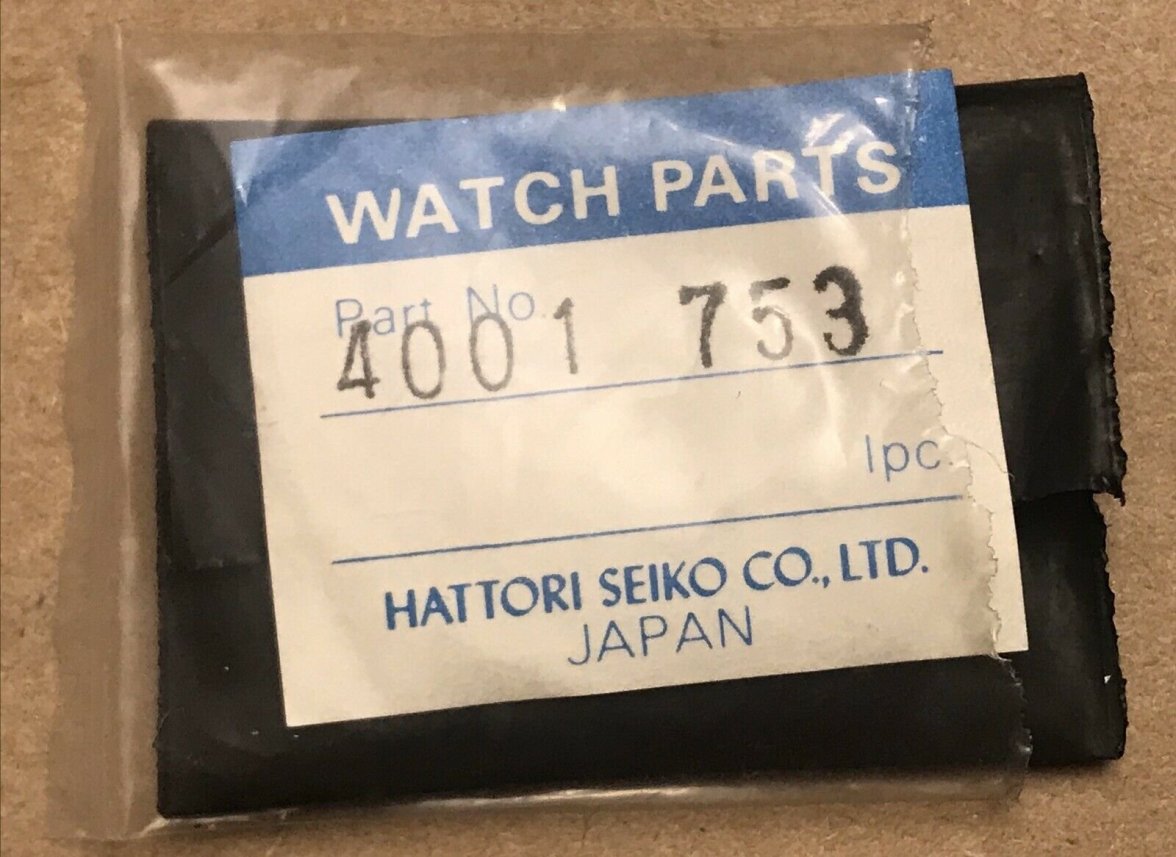 WATCH PARTS
Part No.
4001 753
1pc.
HATTORI SEIKO CO., LTD.
JAPAN